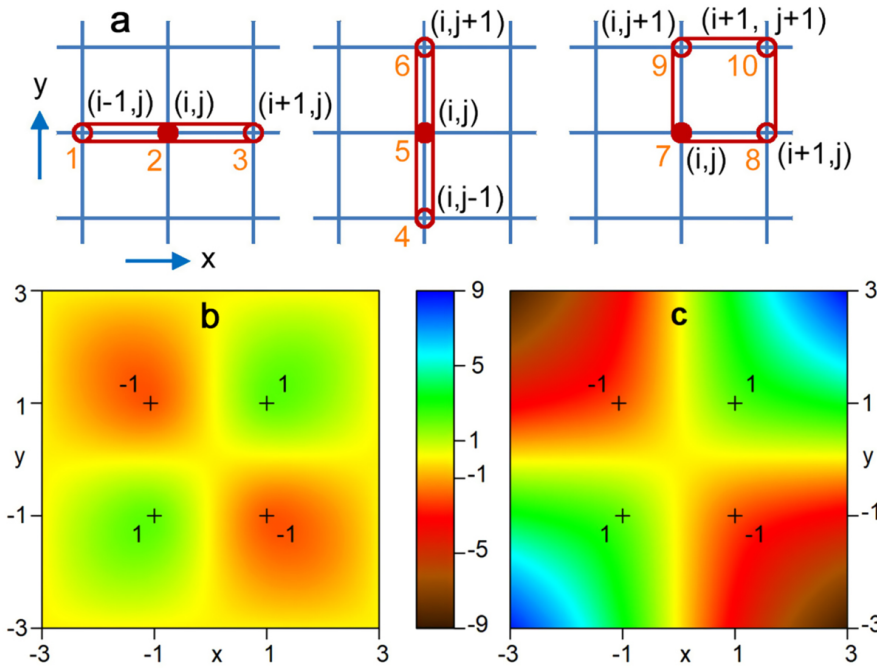 a
(i,j+1)
(i,j+1)
(i+1, j+1)
6
9
10
y
(i-1,j)
(i,j)
(i+1,j)
(i,j)
1
2
3
5
7
8
(i,j)
(i+1,j)
(i,j-1)
4
x
3
b
9
c
3
-1
1
5
-1
1
1
1
1
y
-1
y
-1
1
-1
-5
1
-1
-1
-3
-9
-3
-3
-1
x
1
3
-3
-1
x
1
3